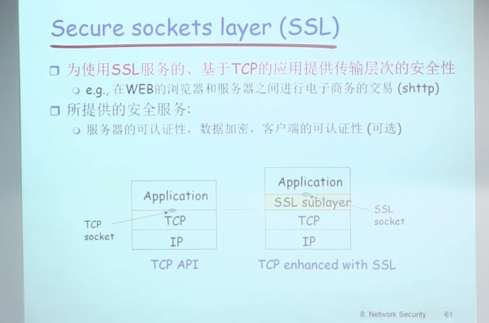 Secure sockets layer (SSL)
为使用SSL服务的、基于TCP的应用提供传输层次的安全性
e.g., 在WEB的浏览器和服务器之间进行电子商务的交易 (shttp)
所提供的安全服务:
服务器的可认证性，数据加密，客户端的可认证性 (可选)
Application
TCP
IP
TCP socket
TCP API
Application
SSL sublayer
TCP
IP
SSL socket
TCP enhanced with SSL
8: Network Security 61